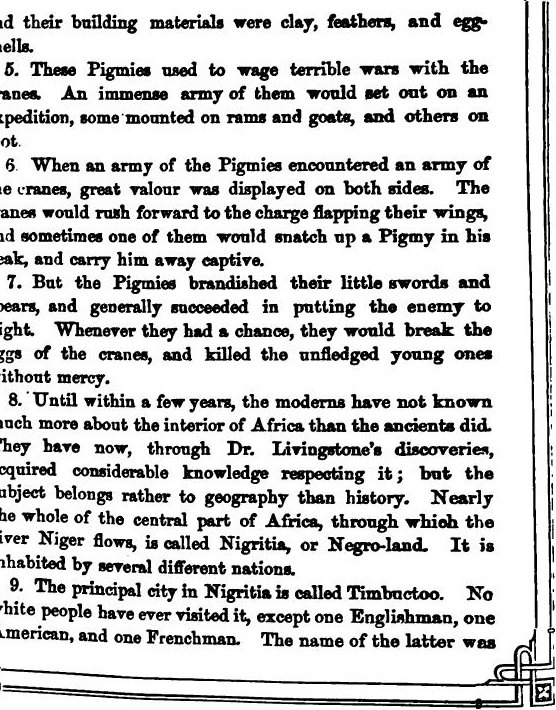 nd their building materials were clay, feathers, and egg-
ells.
5. These Pigmies used to wage terrible wars with the
anes. An immense army of them would set out on an
pedition, some mounted on rams and goats, and others on
ot.
6. When an army of the Pigmies encountered an army of
e cranes, great valour was displayed on both sides. The
anes would rush forward to the charge flapping their wings,
nd sometimes one of them would snatch up a Pigmy in his
eak, and carry him away captive.
7. But the Pigmies brandished their little swords and
pears, and generally succeeded in putting the enemy to
ight. Whenever they had a chance, they would break the
ggs of the cranes, and killed the unfledged young ones
ithout mercy.
8. Until within a few years, the moderns have not known
uch more about the interior of Africa than the ancients did.
hey have now, through Dr. Livingstone's discoveries,
cquired considerable knowledge respecting it; but the
ubject belongs rather to geography than history. Nearly
he whole of the central part of Africa, through which the
iver Niger flows, is called Nigritia, or Negro-land. It is
nhabited by several different nations.
9. The principal city in Nigritia is called Timbuctoo. No
hite people have ever visited it, except one Englishman, one
merican, and one Frenchman. The name of the latter was